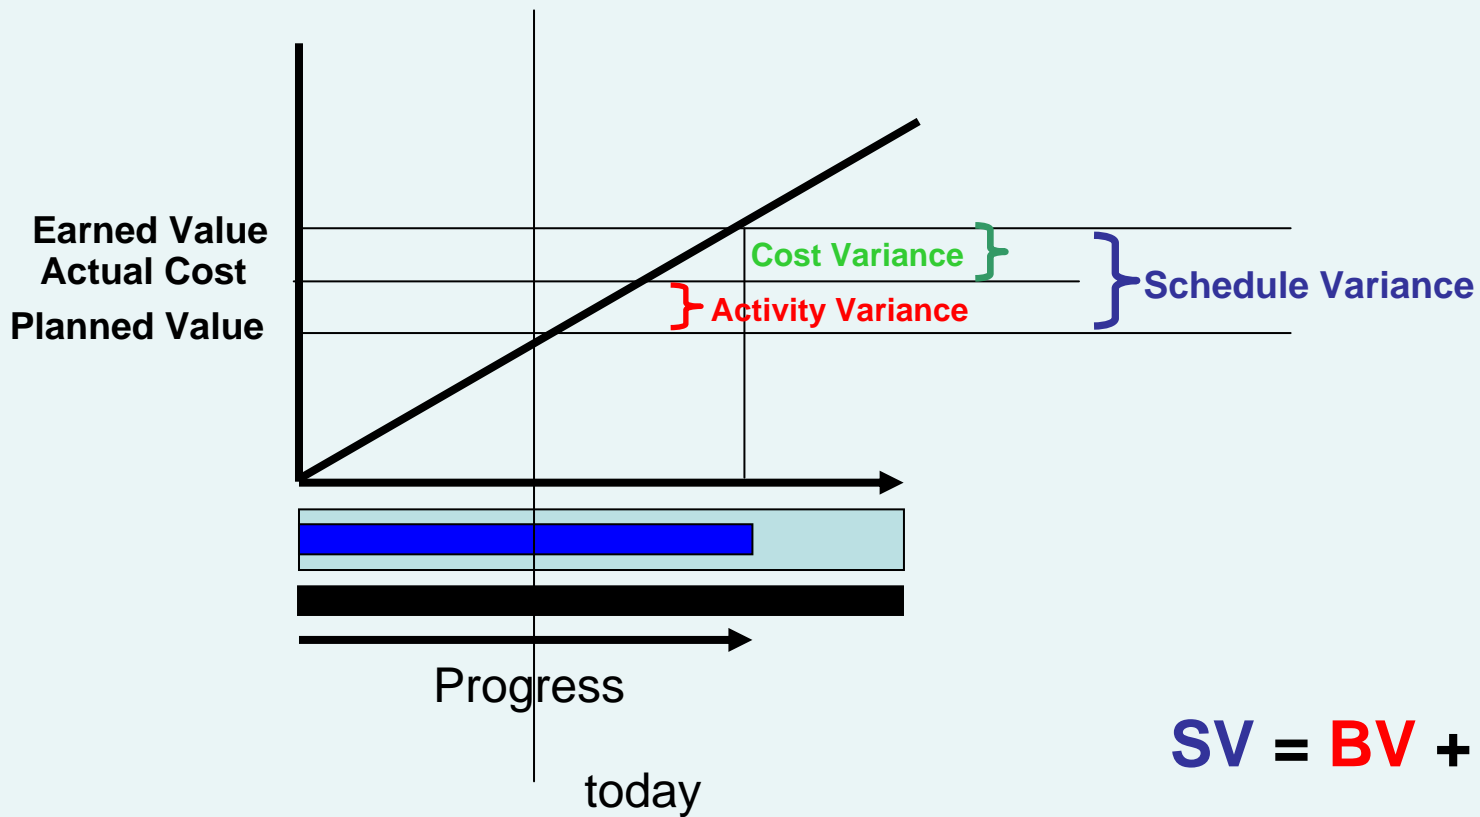 Earned Value
Cost Variance
Actual Cost
Schedule Variance
Activity Variance
Planned Value
Progress
SV = BV +
today